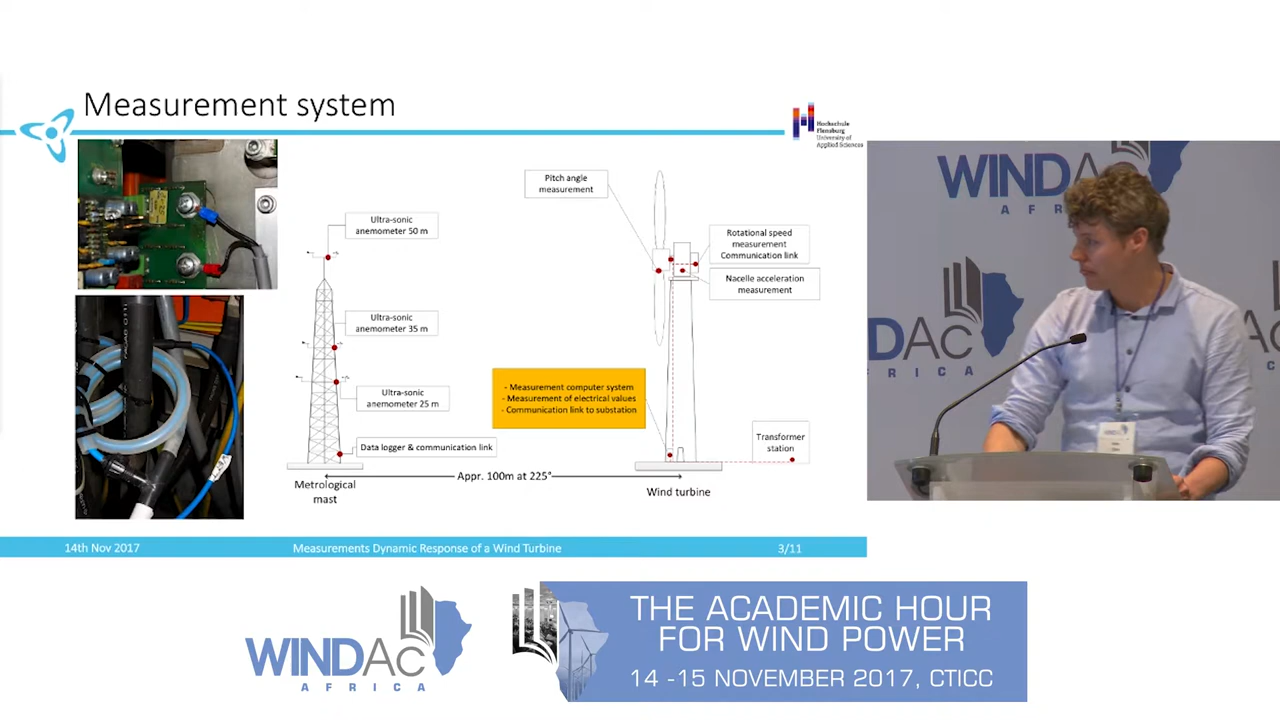 Measurement system
Hochschule
Flensburg
University of
Applied Sciences
Pitch angle
measurement
Ultra-sonic
anemometer 50 m
Rotational speed
measurement
Communication link
Nacelle acceleration
measurement
Ultra-sonic
anemometer 35 m
- Measurement computer system
- Measurement of electrical values
- Communication link to substation
Ultra-sonic
anemometer 25 m
Data logger & communication link
Transformer
station
Appr. 100m at 225°
Metrological
mast
Wind turbine
14th Nov 2017
Measurements Dynamic Response of a Wind Turbine
3/11
WINDAC
AFRICA
THE ACADEMIC HOUR
FOR WIND POWER
14 -15 NOVEMBER 2017, CTICC